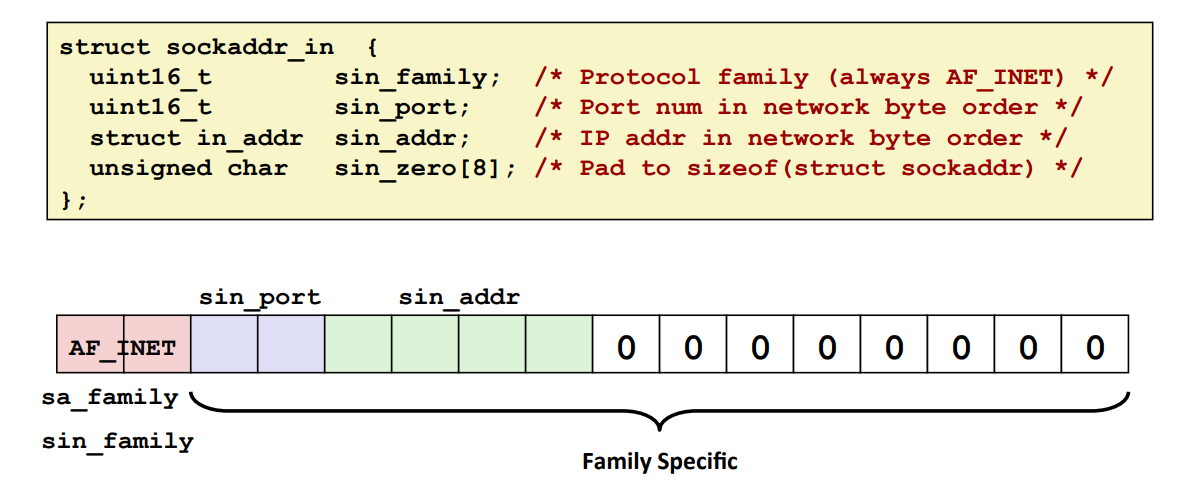 struct sockaddr_in  {
  uint16_t        sin_family;  /* Protocol family (always AF_INET) */
  uint16_t        sin_port;    /* Port num in network byte order */
  struct in_addr  sin_addr;    /* IP addr in network byte order */
  unsigned char   sin_zero[8]; /* Pad to sizeof(struct sockaddr) */
};
sin_port sin_addr
AF_INET 0 0 0 0 0 0 0 0
sa_family
sin_family
Family Specific